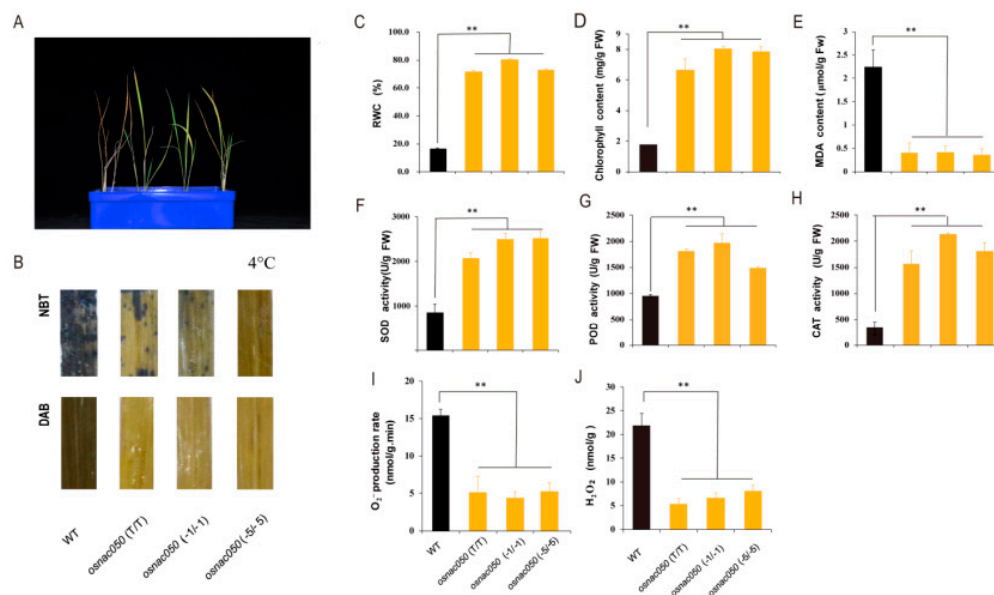 A
B
4°C
NBT
DAB
WT
osnac050 (T/T)
osnac050 (-1/-1)
osnac050 (-5/-5)
C
**
RWC
(%)
100.0
80.0
60.0
40.0
20.0
0.0
D
**
Chlorophyll content (mg/g FW)
10
8
6
4
2
0
E
**
MDA content (μmol/g Fw)
3
2.5
2
1.5
1
0.5
0
F
**
SOD activity(U/g FW)
3000
2000
1000
0
G
**
POD activity (U/g FW)
2500
2000
1500
1000
500
0
H
**
CAT activity (U/g FW)
2500
2000
1500
1000
500
0
I
**
O₂⁻ production rate
(nmol/g.min)
20
15
10
5
0
WT
osnac050 (T/T)
osnac050 (-1/-1)
osnac050 (-5/-5)
J
**
H₂O₂ (nmol/g )
30
25
20
15
10
5
0
WT
osnac050 (T/T)
osnac050 (-1/-1)
osnac050 (-5/-5)